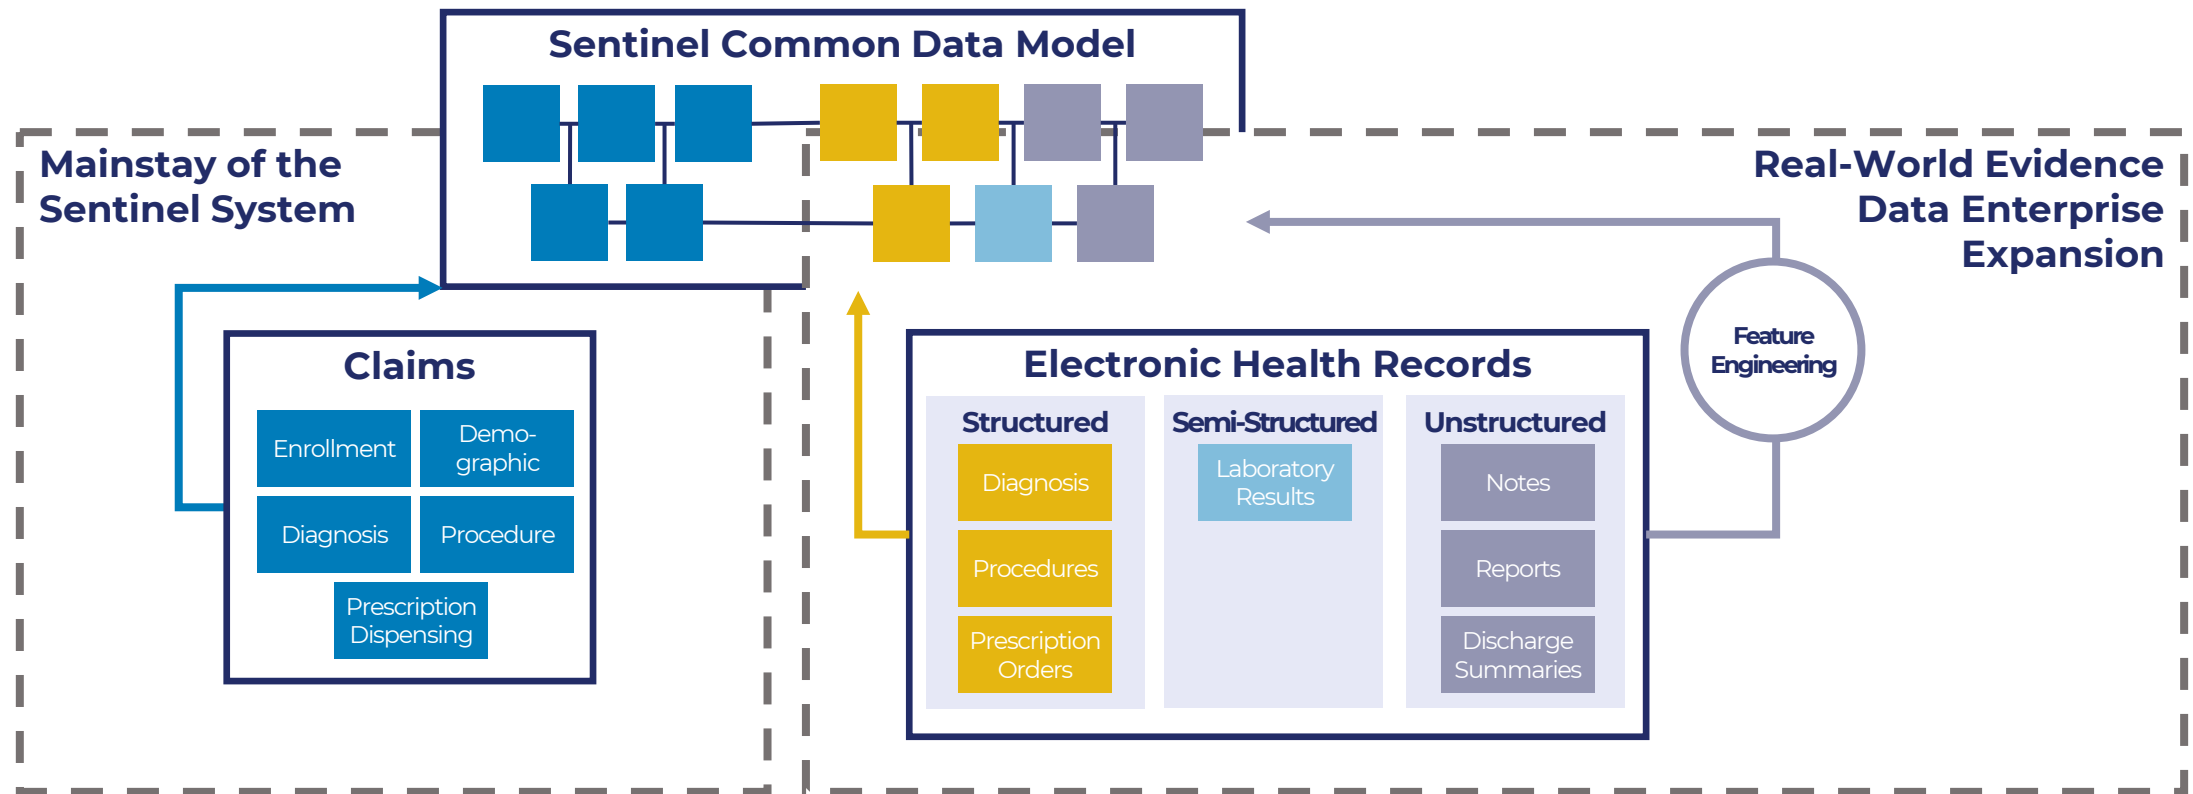 Sentinel Common Data Model
Mainstay of the
Sentinel System
Real-World Evidence
Data Enterprise
Expansion
Claims
Enrollment
Demo-
graphic
Diagnosis
Procedure
Prescription
Dispensing
Electronic Health Records
Structured
Diagnosis
Procedures
Prescription
Orders
Semi-Structured
Laboratory
Results
Unstructured
Notes
Reports
Discharge
Summaries
Feature
Engineering